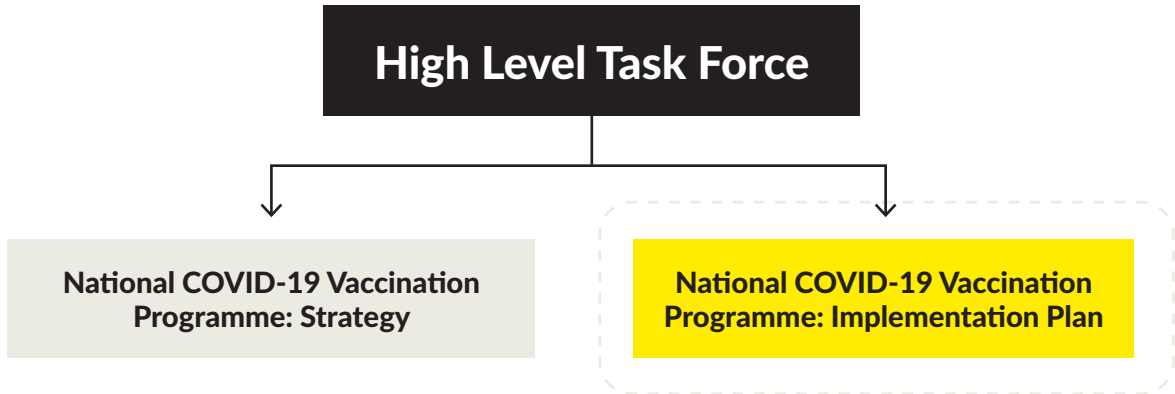 High Level Task Force
National COVID-19 Vaccination
Programme: Strategy
National COVID-19 Vaccination
Programme: Implementation Plan